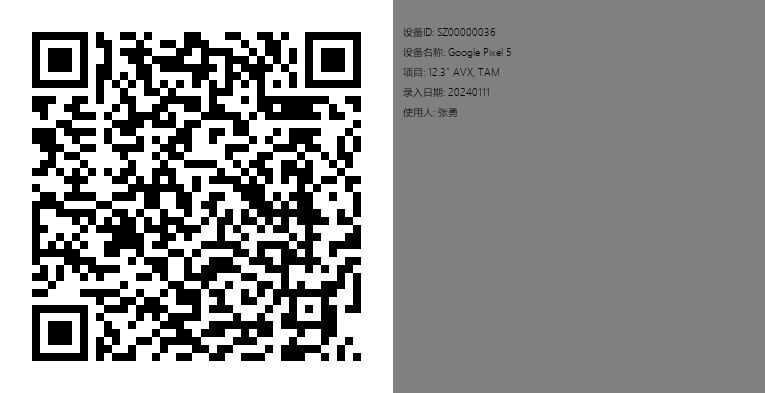 设备ID: SZ00000036
设备名称: Google Pixel 5
项目: 12.3" AVX, TAM
录入日期: 20240111
使用人: 张勇